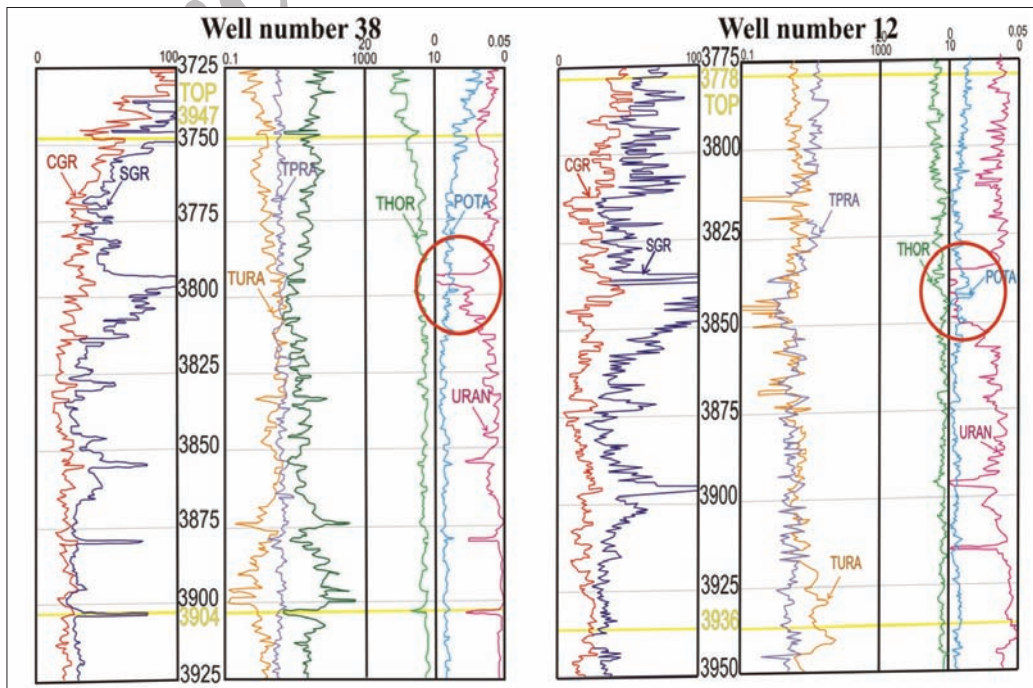 Well number 38
0
100
0.1
1000
20
0
10
0.05
0
3725
TOP
3947
3750
CGR
SGR
TPRA
THOR
POTA
3775
TURA
3800
3825
URAN
3850
3875
3900
3904
3925
Well number 12
0
100
0.1
1000
20
0
10
0.05
0
3775
3778
TOP
3800
CGR
TPRA
3825
SGR
THOR
POTA
3850
3875
URAN
3900
3925
TURA
3936
3950